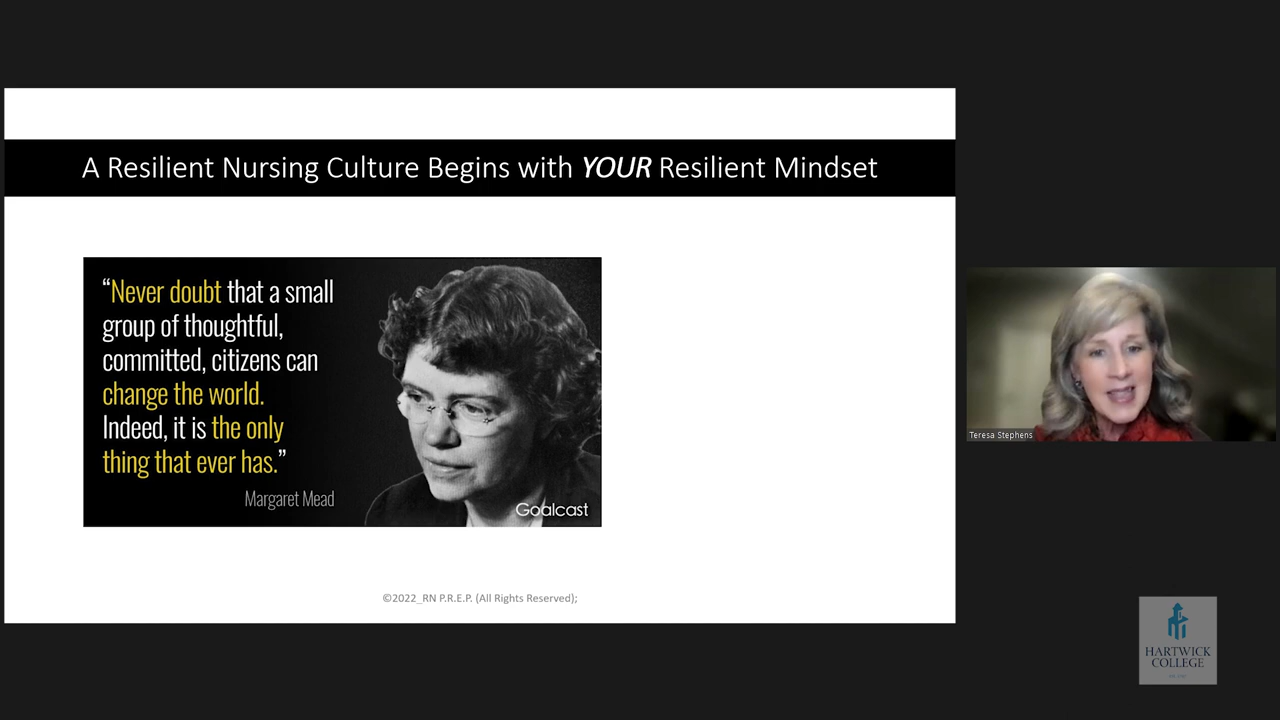 A Resilient Nursing Culture Begins with YOUR Resilient Mindset
“Never doubt that a small
group of thoughtful,
committed, citizens can
change the world.
Indeed, it is the only
thing that ever has.”
Margaret Mead
Goalcast
©2022_RN P.R.E.P. (All Rights Reserved);
Teresa Stephens
HARTWICK
COLLEGE